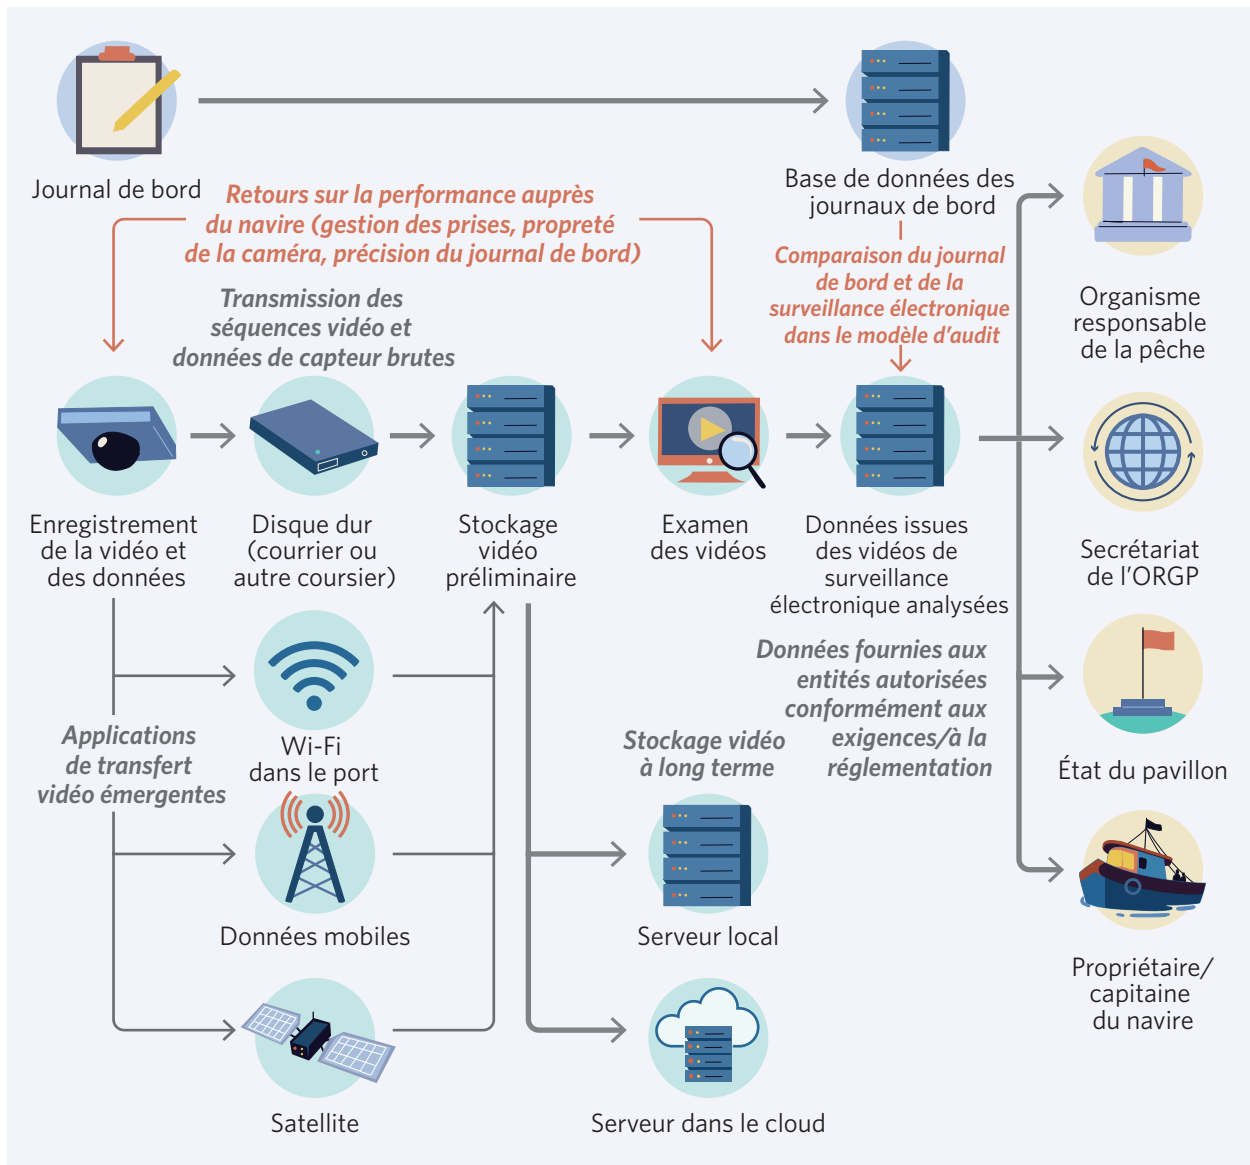 Journal de bord
Base de données des
journaux de bord
Retours sur la performance auprès
du navire (gestion des prises, propreté
de la caméra, précision du journal de bord)
Comparaison du journal
de bord et de la
surveillance électronique
dans le modèle d’audit
Transmission des
séquences vidéo et
données de capteur brutes
Organisme
responsable
de la pêche
Enregistrement
de la vidéo et
des données
Disque dur
(courrier ou
autre coursier)
Stockage
vidéo
préliminaire
Examen
des vidéos
Données issues
des vidéos de
surveillance
électronique analysées
Secrétariat
de l’ORGP
Données fournies aux
entités autorisées
conformément aux
exigences/à la
réglementation
Applications
de transfert
vidéo émergentes
Wi-Fi
dans le port
Stockage vidéo
à long terme
État du pavillon
Données mobiles
Serveur local
Propriétaire/
capitaine
du navire
Satellite
Serveur dans le cloud